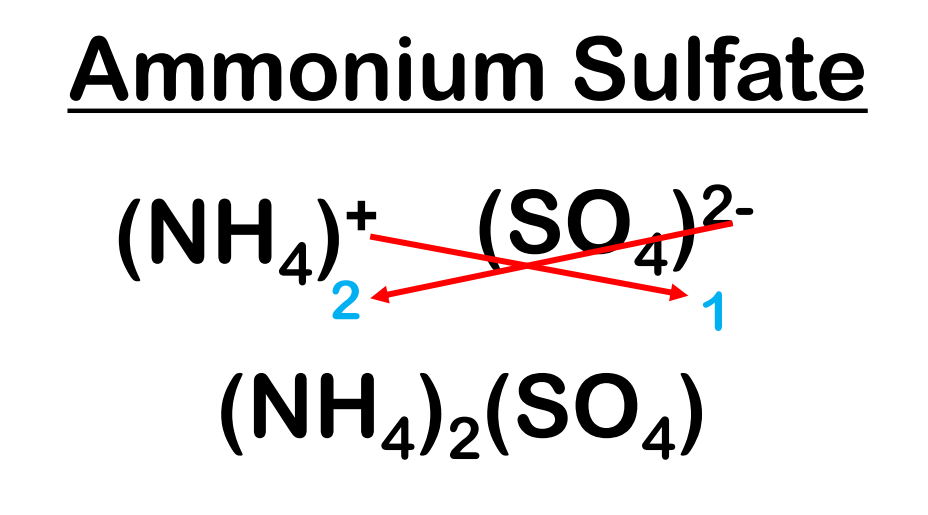 Ammonium Sulfate
(NH₄)⁺ (SO₄)²⁻
2 1
(NH₄)₂(SO₄)